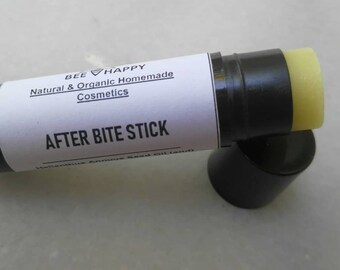 BEE ♡ HAPPY
Natural & Organic Homemade
Cosmetics
AFTER BITE STICK